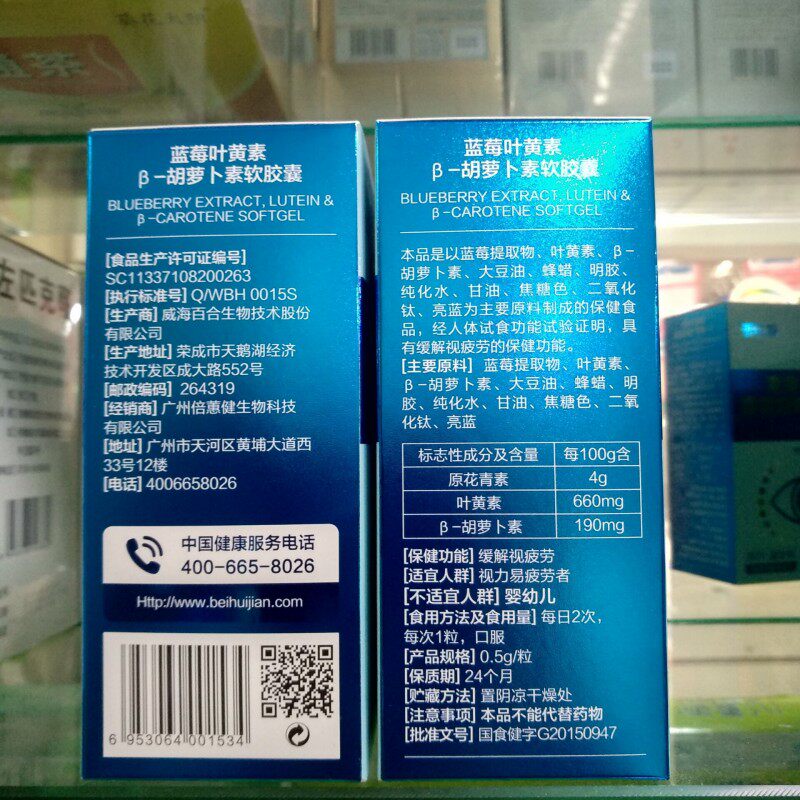 蓝莓叶黄素
β-胡萝卜素软胶囊
BLUEBERRY EXTRACT, LUTEIN &
β-CAROTENE SOFTGEL
[食品生产许可证编号]
SC11337108200263
[执行标准号] Q/WBH 0015S
[生产商] 威海百合生物技术股份
有限公司
[生产地址] 荣成市天鹅湖经济
技术开发区成大路552号
[邮政编码] 264319
[经销商] 广州倍蕙健生物科技
有限公司
[地址] 广州市天河区黄埔大道西
33号12楼
[电话] 4006658026
中国健康服务电话
400-665-8026
Http://www.beihuijian.com
6 953064 001534
蓝莓叶黄素
β-胡萝卜素软胶囊
BLUEBERRY EXTRACT, LUTEIN &
β-CAROTENE SOFTGEL
本品是以蓝莓提取物、叶黄素、β-
胡萝卜素、大豆油、蜂蜡、明胶、
纯化水、甘油、焦糖色、二氧化
钛、亮蓝为主要原料制成的保健食
品，经人体试食功能试验证明，具
有缓解视疲劳的保健功能。
[主要原料] 蓝莓提取物、叶黄素、
β-胡萝卜素、大豆油、蜂蜡、明
胶、纯化水、甘油、焦糖色、二氧
化钛、亮蓝
标志性成分及含量 每100g含
原花青素 4g
叶黄素 660mg
β-胡萝卜素 190mg
[保健功能] 缓解视疲劳
[适宜人群] 视力易疲劳者
[不适宜人群] 婴幼儿
[食用方法及食用量] 每日2次，
每次1粒，口服
[产品规格] 0.5g/粒
[保质期] 24个月
[贮藏方法] 置阴凉干燥处
[注意事项] 本品不能代替药物
[批准文号] 国食健字G20150947
左匹克